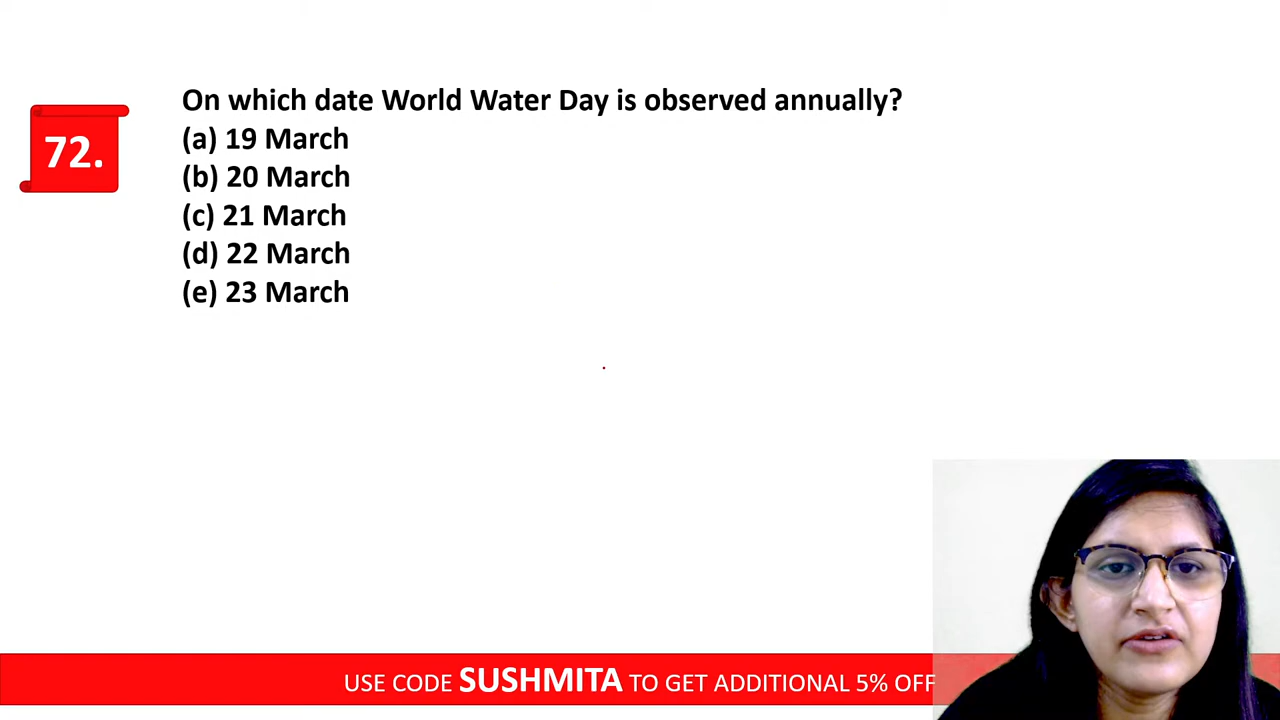 72.
On which date World Water Day is observed annually?
(a) 19 March
(b) 20 March
(c) 21 March
(d) 22 March
(e) 23 March
USE CODE SUSHMITA TO GET ADDITIONAL 5% OFF